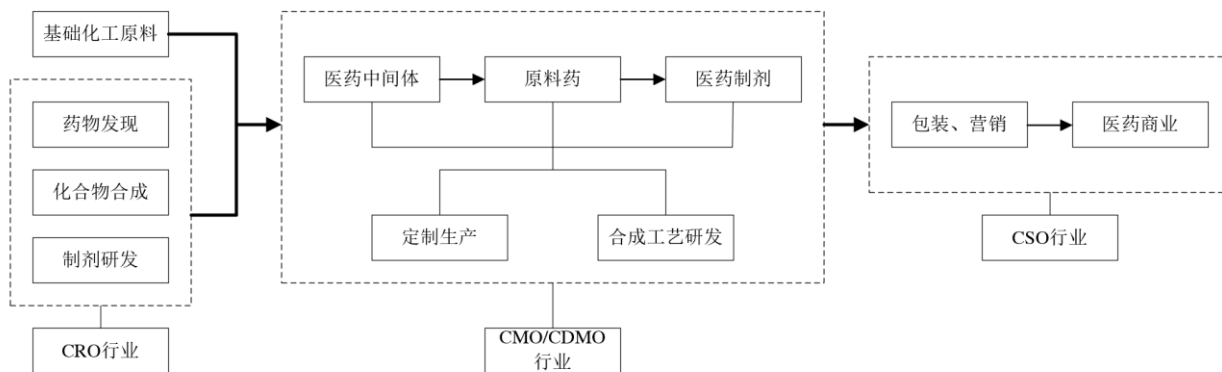 基础化工原料
药物发现
化合物合成
制剂研发
CRO行业
医药中间体
原料药
医药制剂
定制生产
合成工艺研发
CMO/CDMO
行业
包装、营销
医药商业
CSO行业